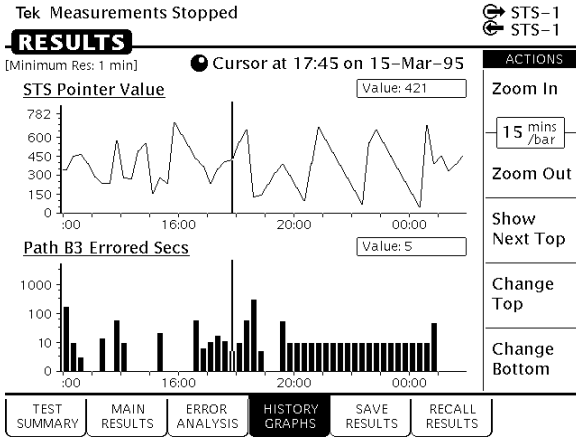 Tek Measurements Stopped
STS-1
STS-1
RESULTS
[Minimum Res: 1 min]
Cursor at 17:45 on 15-Mar-95
STS Pointer Value
Value: 421
782
600
450
300
150
0
:00 16:00 20:00 00:00
Path B3 Errored Secs
Value: 5
1000
100
10
0
:00 16:00 20:00 00:00
ACTIONS
Zoom In
15 mins /bar
Zoom Out
Show
Next Top
Change
Top
Change
Bottom
TEST SUMMARY
MAIN RESULTS
ERROR ANALYSIS
HISTORY GRAPHS
SAVE RESULTS
RECALL RESULTS